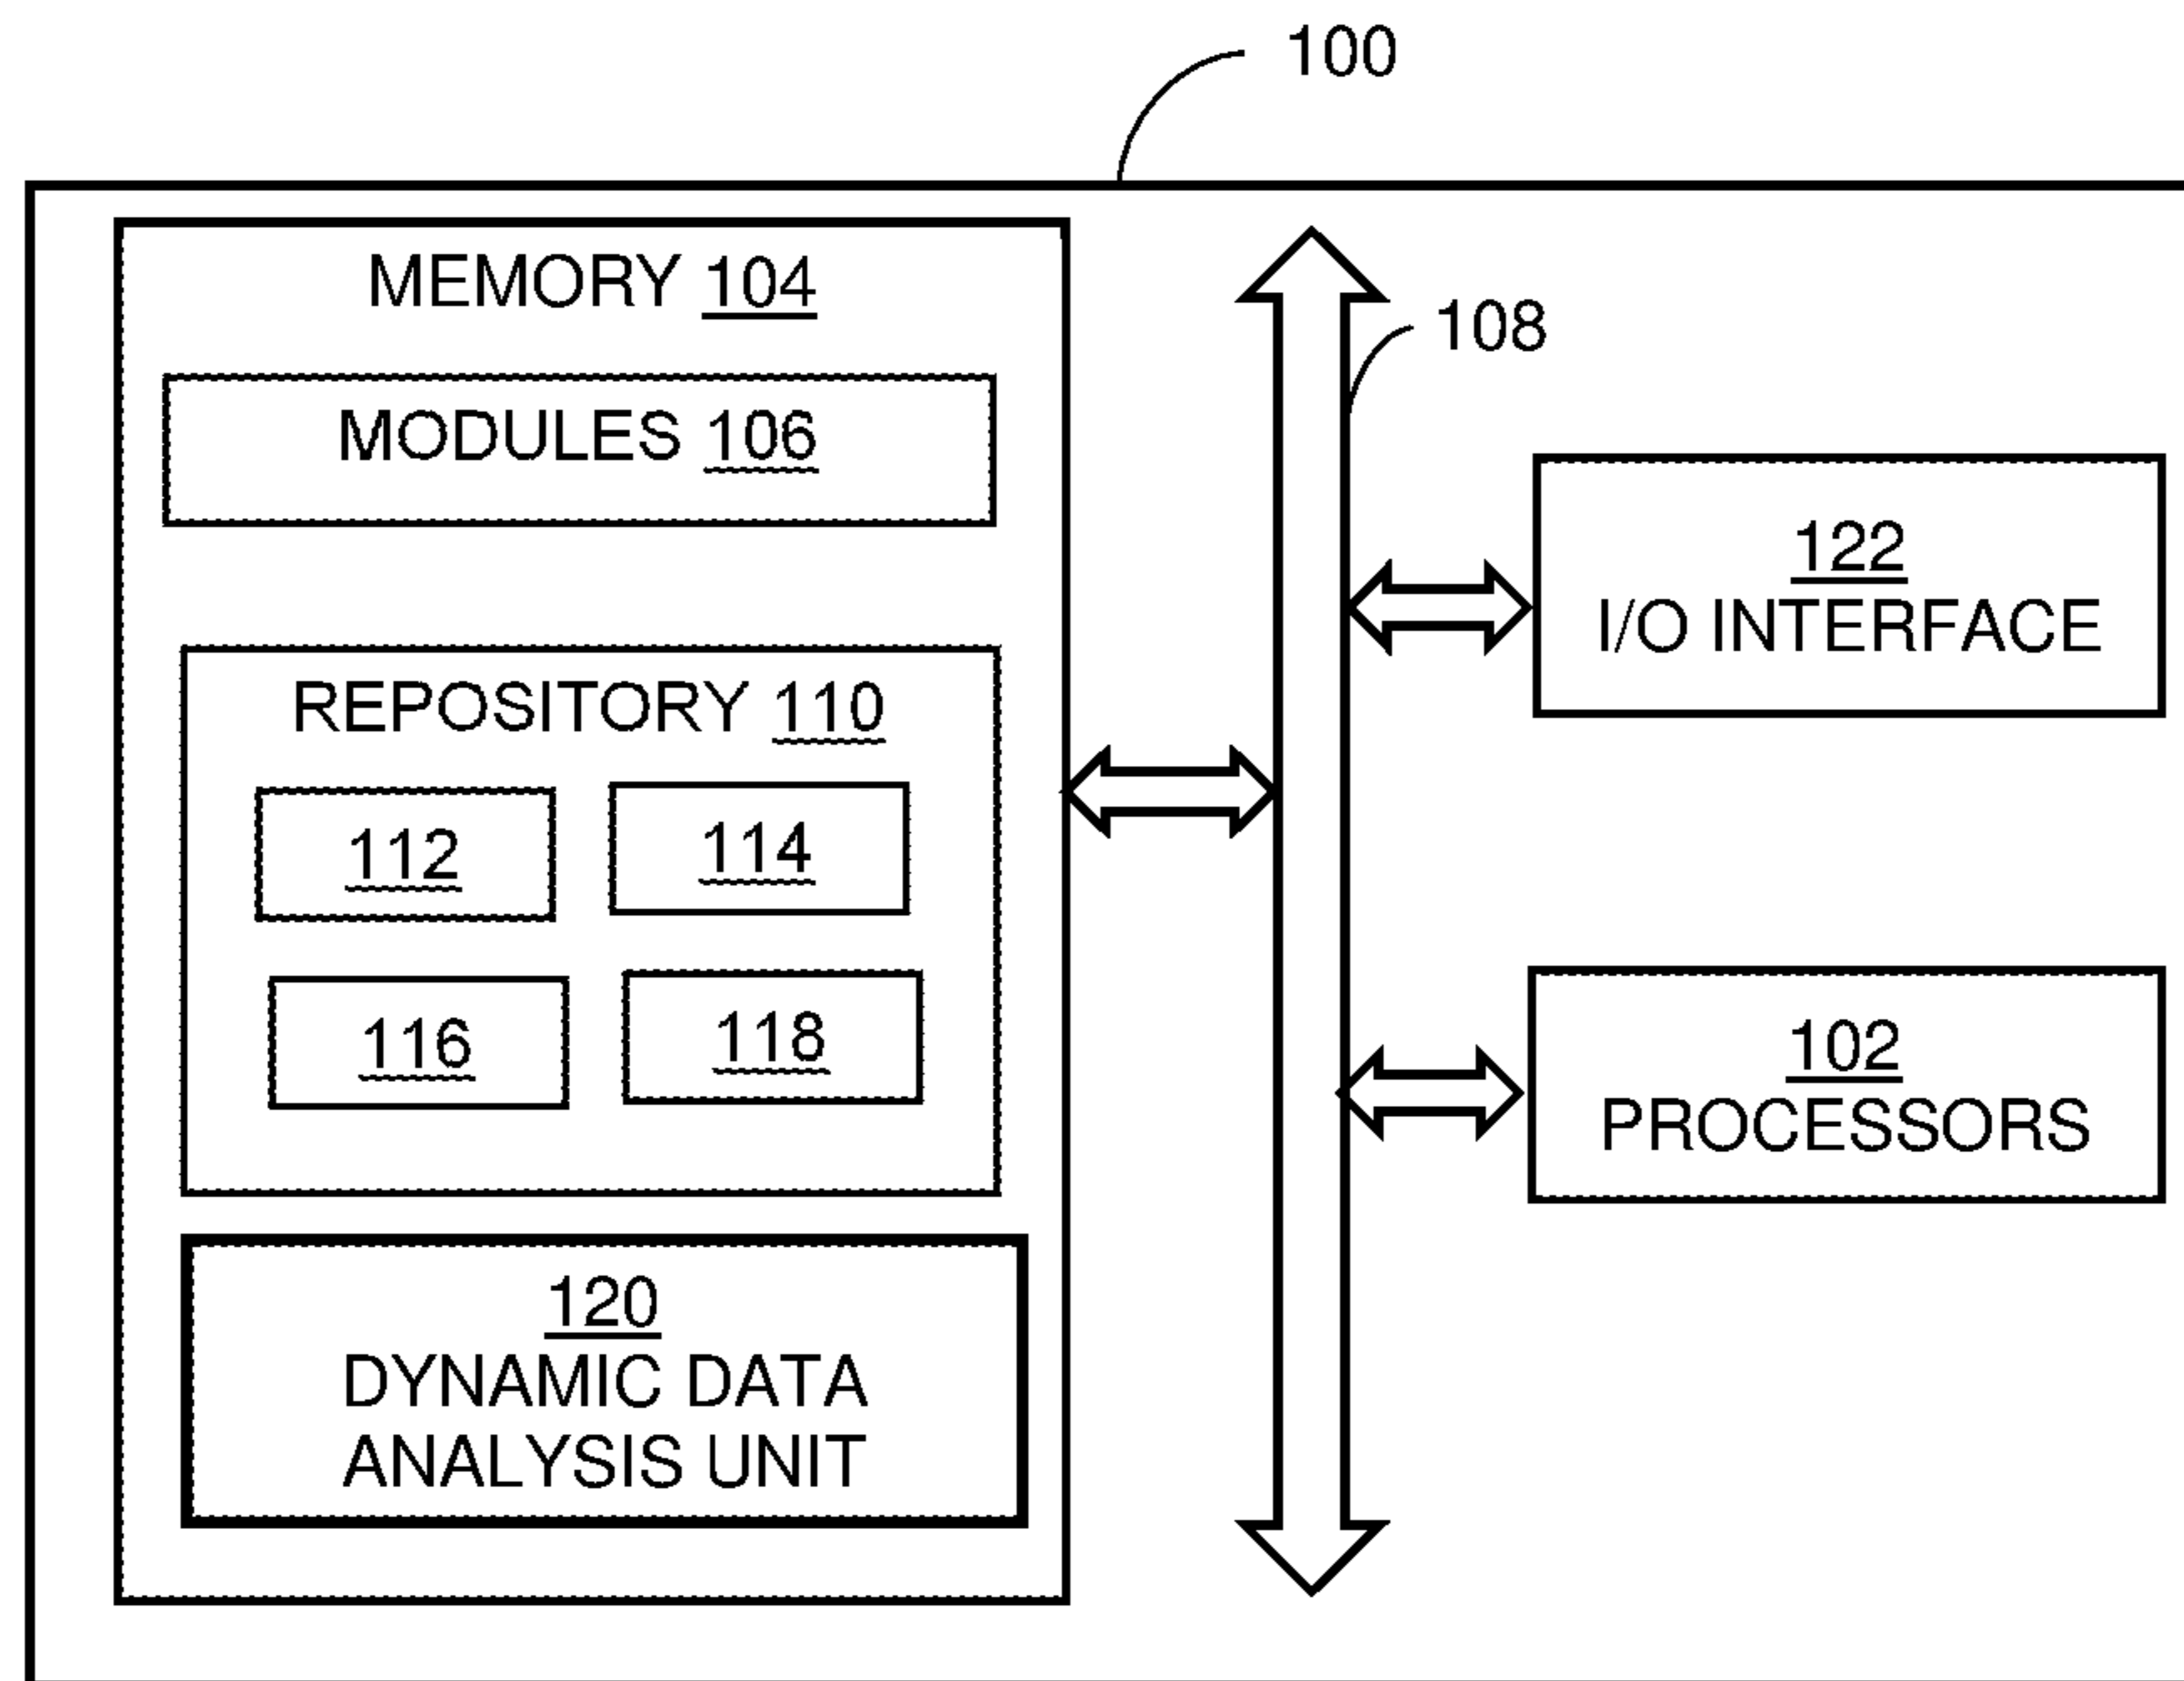 100
MEMORY 104
108
MODULES 106
122
I/O INTERFACE
REPOSITORY 110
112
114
116
118
102
PROCESSORS
120
DYNAMIC DATA
ANALYSIS UNIT